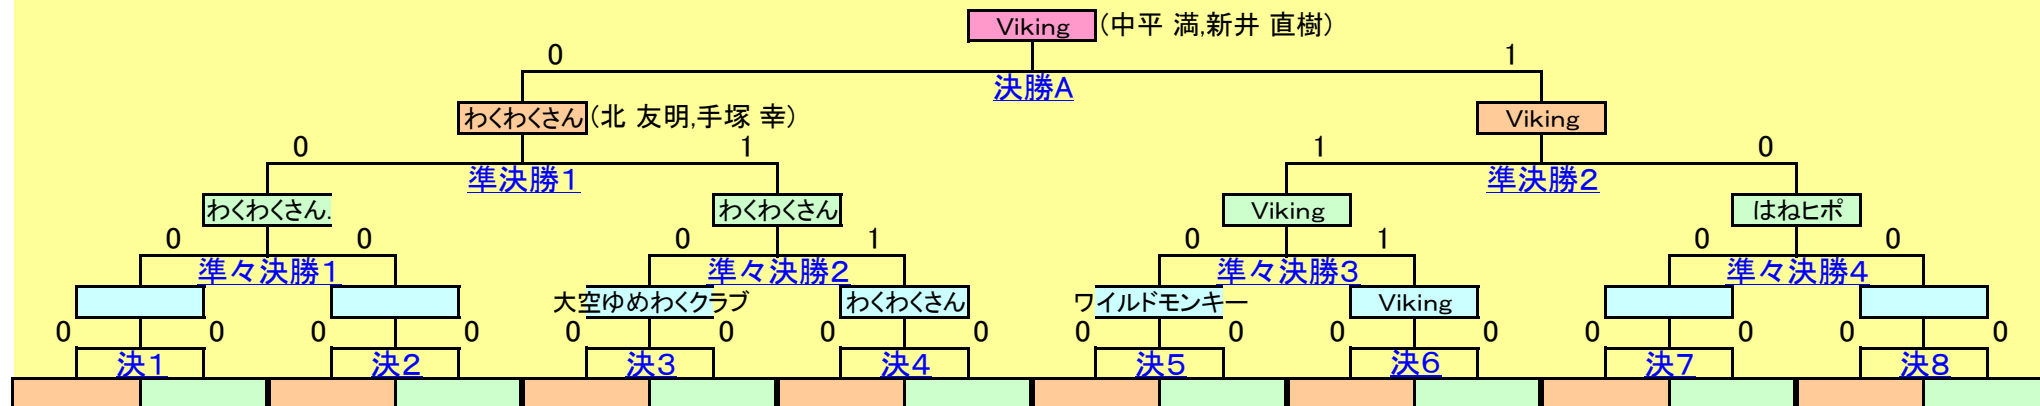 Viking (中平 満,新井 直樹)
0 1
決勝A
わくわくさん (北 友明,手塚 幸) Viking
0 1 1 0
準決勝1 準決勝2
わくわくさん. わくわくさん Viking はねヒポ
0 0 0 1 0 1 0 0
準々決勝1 準々決勝2 準々決勝3 準々決勝4
大空ゆめわくクラブ わくわくさん ワイルドモンキー Viking
0 0 0 0 0 0 0 0 0 0 0 0 0 0 0 0
決1 決2 決3 決4 決5 決6 決7 決8